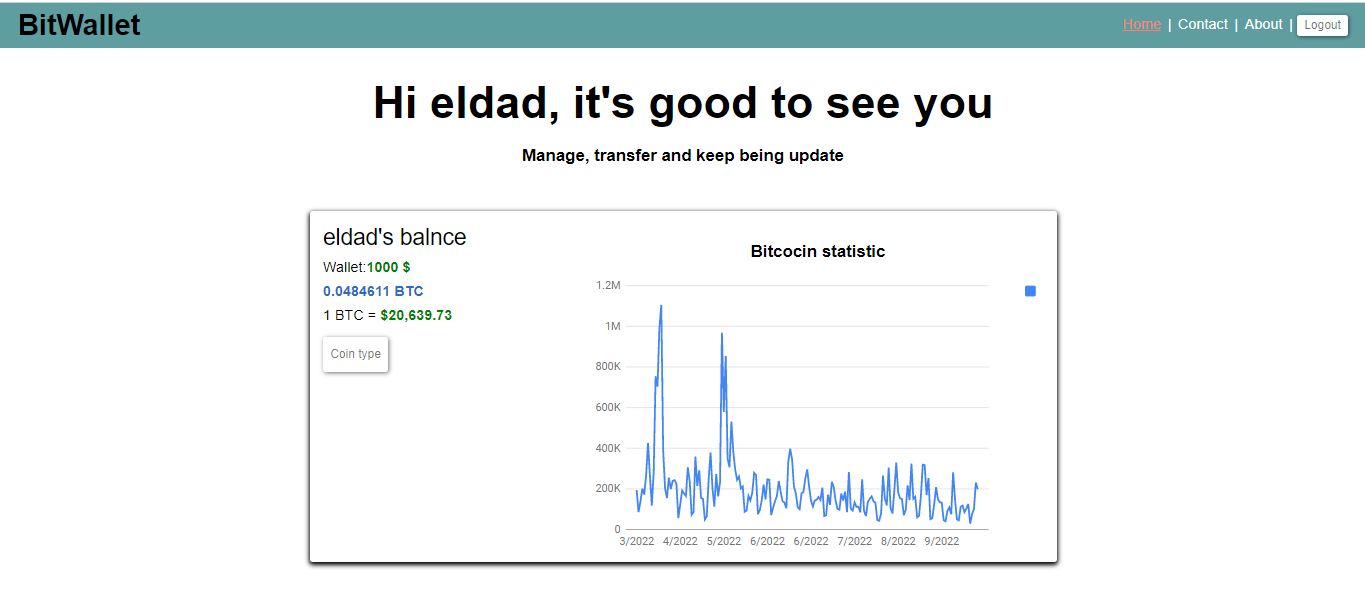 BitWallet
Home | Contact | About | Logout
Hi eldad, it's good to see you
Manage, transfer and keep being update
eldad's balnce
Wallet:1000 $
0.0484611 BTC
1 BTC = $20,639.73
Coin type
Bitcocin statistic
1.2M
1M
800K
600K
400K
200K
0
3/2022 4/2022 5/2022 6/2022 6/2022 7/2022 8/2022 9/2022